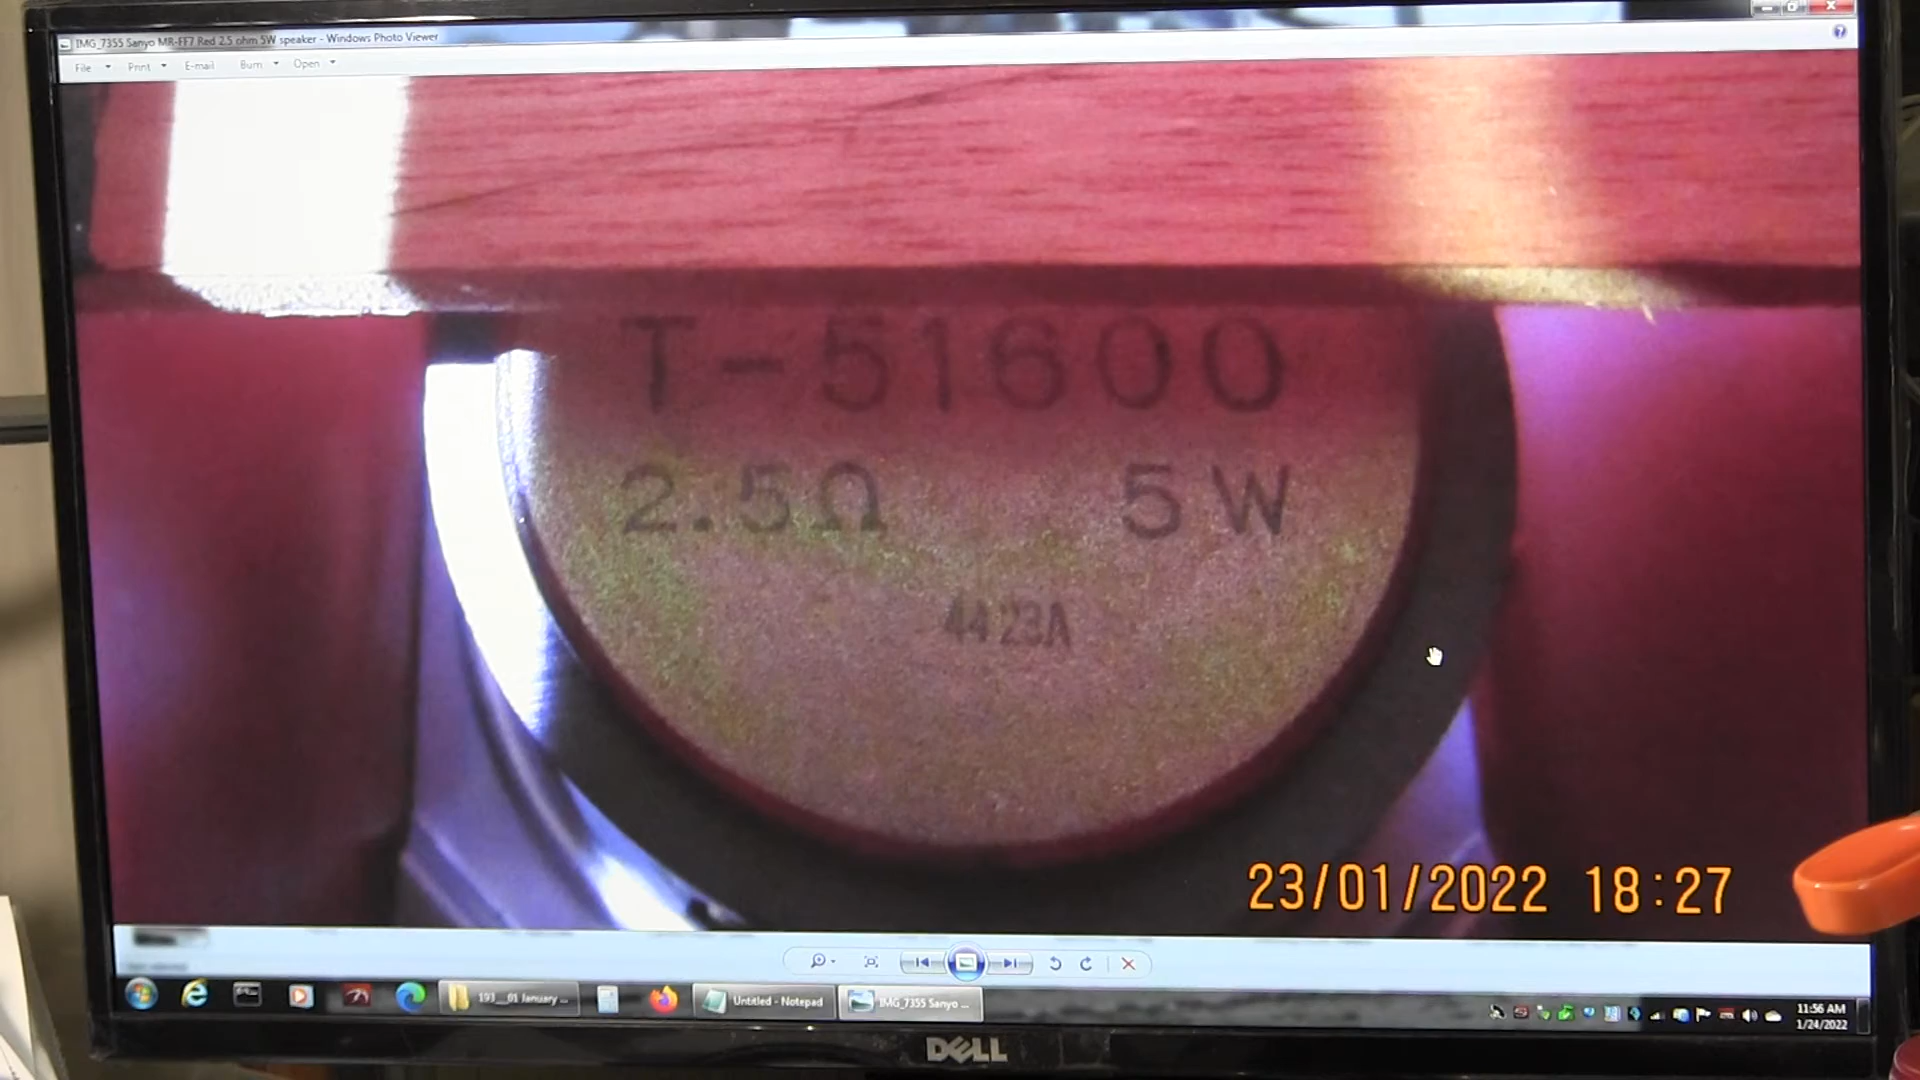 IMG_7355 Sanyo MR-FF7 Red 2.5 ohm 5W speaker - Windows Photo Viewer
File Print E-mail Burn Open
T-51600
2.5Ω 5W
4423A
23/01/2022 18:27
193__01 January ...
Untitled - Notepad
IMG_7355 Sanyo ...
11:56 AM
1/24/2022
DELL